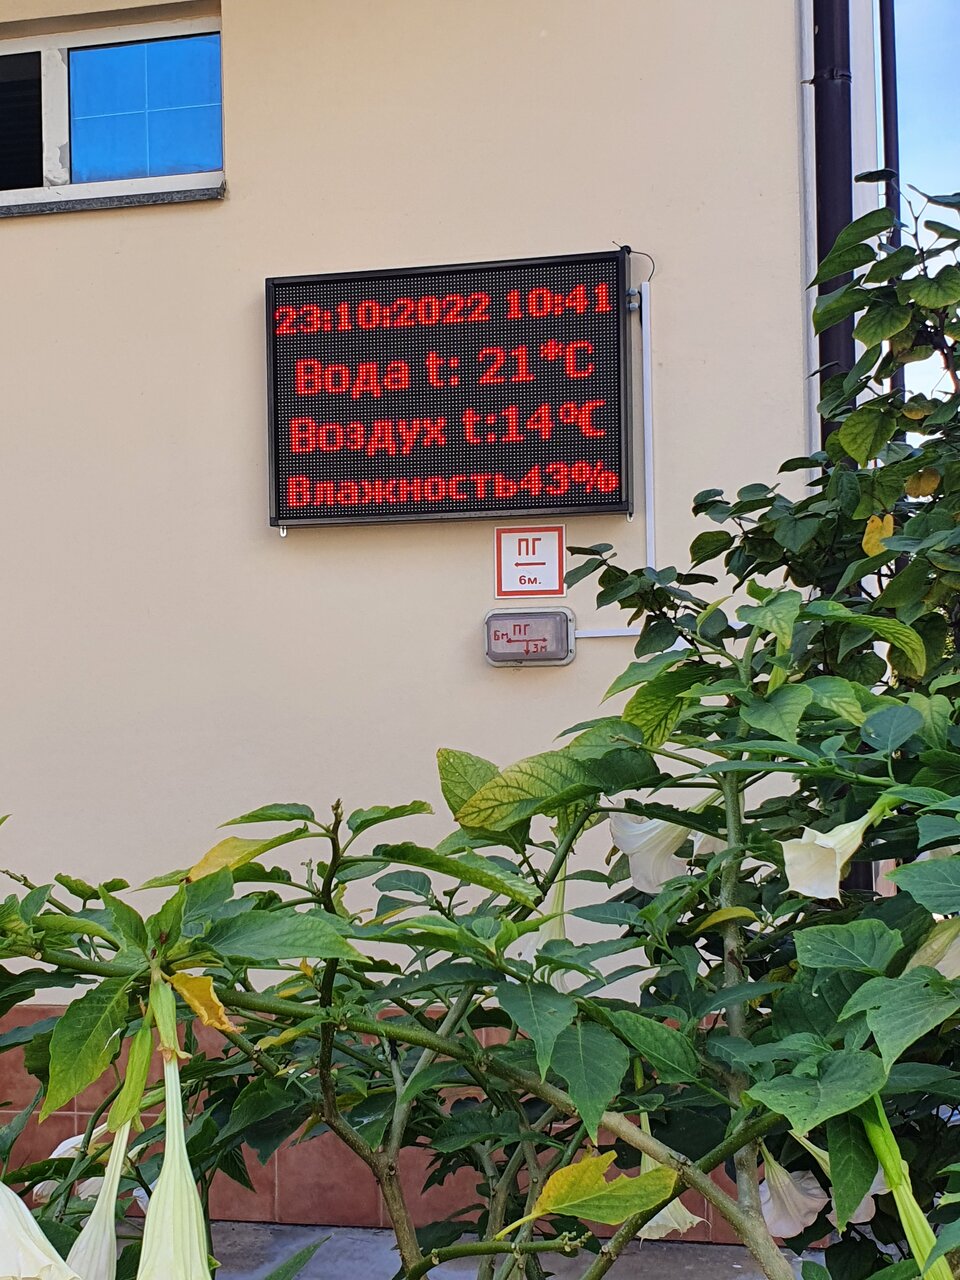 23:10:2022 10:41
Вода t: 21°C
Воздух t:14°C
Влажность43%
ПГ
6м.
ПГ
6м
3м